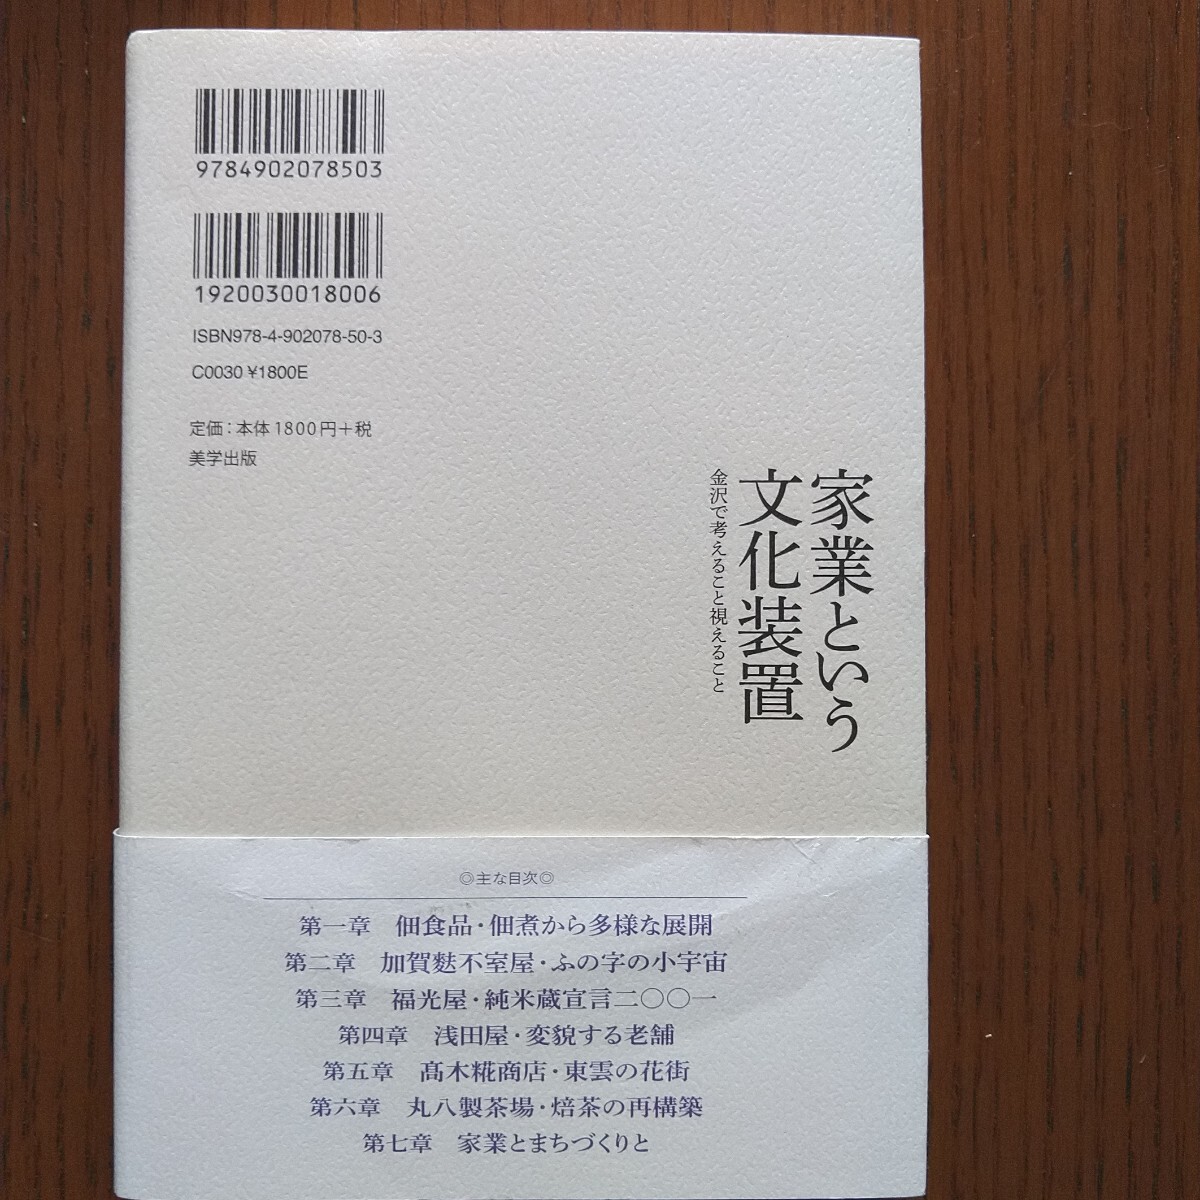 9784902078503
1920030018006
ISBN978-4-902078-50-3
C0030 ¥1800E
定価：本体1800円＋税
美学出版
家業という
文化装置
金沢で考えること視えること
◎主な目次◎
第一章 佃食品・佃煮から多様な展開
第二章 加賀麩不室屋・ふの字の小宇宙
第三章 福光屋・純米蔵宣言二〇〇一
第四章 浅田屋・変貌する老舗
第五章 髙木糀商店・東雲の花街
第六章 丸八製茶場・焙茶の再構築
第七章 家業とまちづくりと